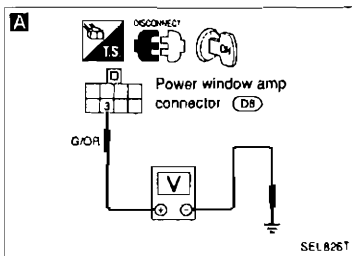 A
DISCONNECT
T.S.
ON
Power window amp
connector D8
3
G/OR
V
+ -
SEL826T